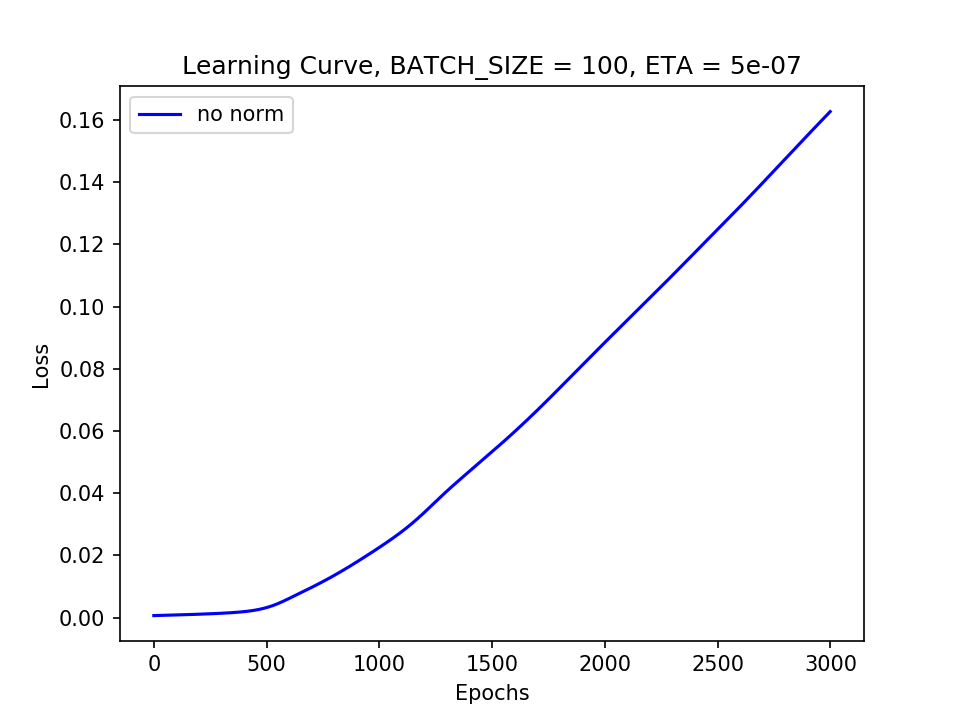 Learning Curve, BATCH_SIZE = 100, ETA = 5e-07
no norm
0.16
0.14
0.12
0.10
0.08
0.06
0.04
0.02
0.00
Loss
0 500 1000 1500 2000 2500 3000
Epochs